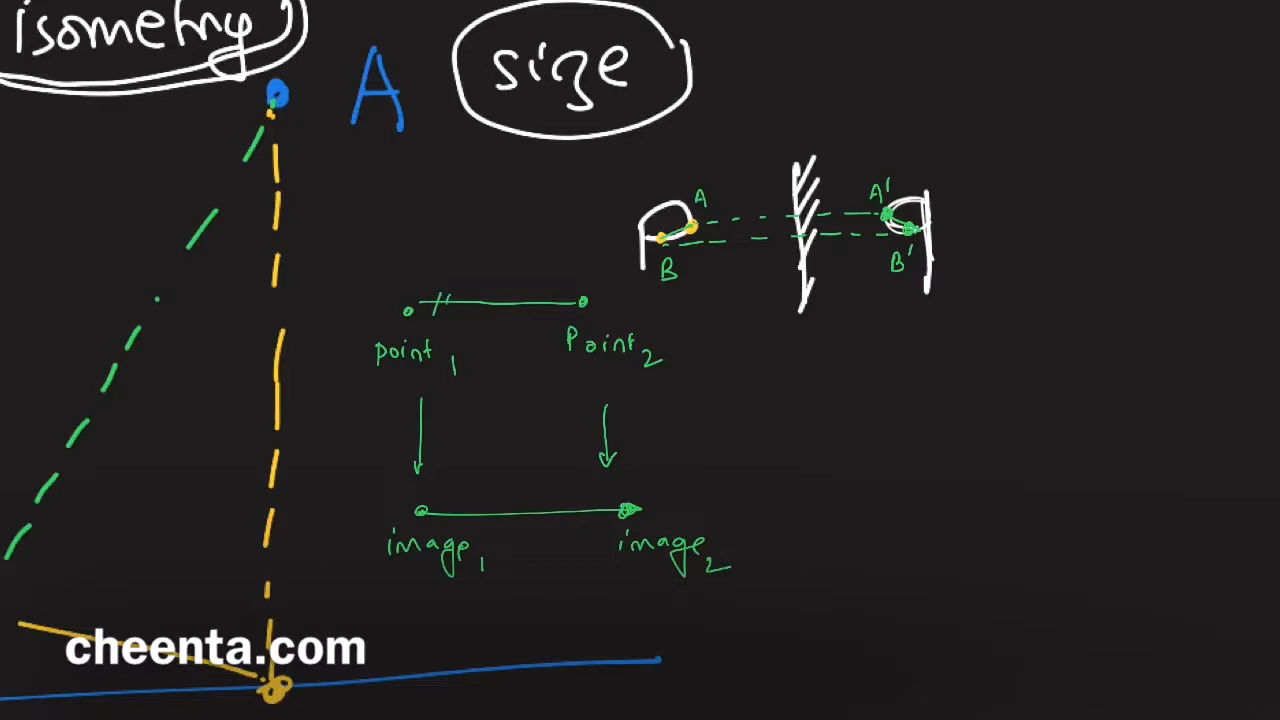 isometry
A
size
A
A'
B
B'
point 1
Point 2
image 1
image 2
cheenta.com